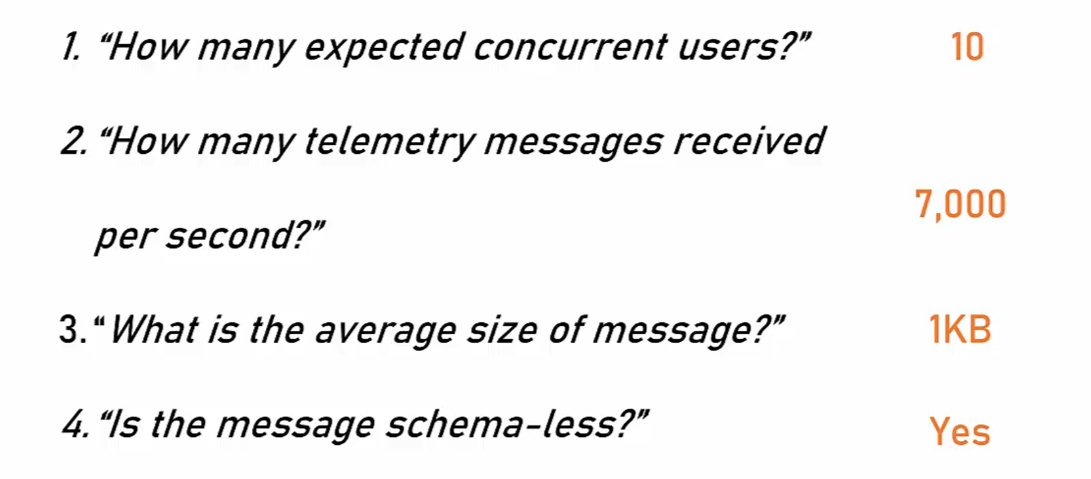 1. “How many expected concurrent users?” 10
2. “How many telemetry messages received
per second?” 7,000
3. “What is the average size of message?” 1KB
4. “Is the message schema-less?” Yes